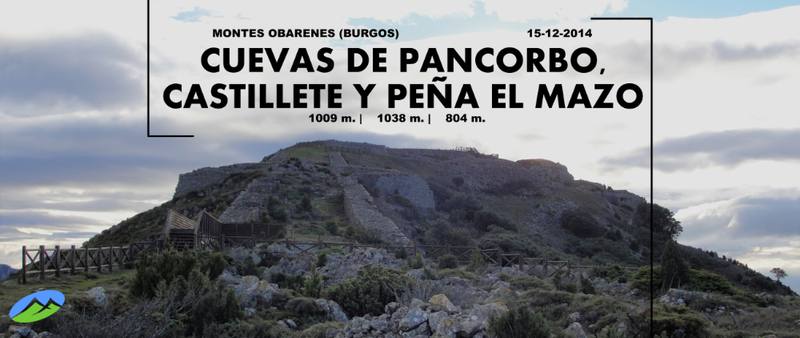 MONTES OBARENES (BURGOS) 15-12-2014
CUEVAS DE PANCORBO,
CASTILLETE Y PEÑA EL MAZO
1009 m. | 1038 m. | 804 m.